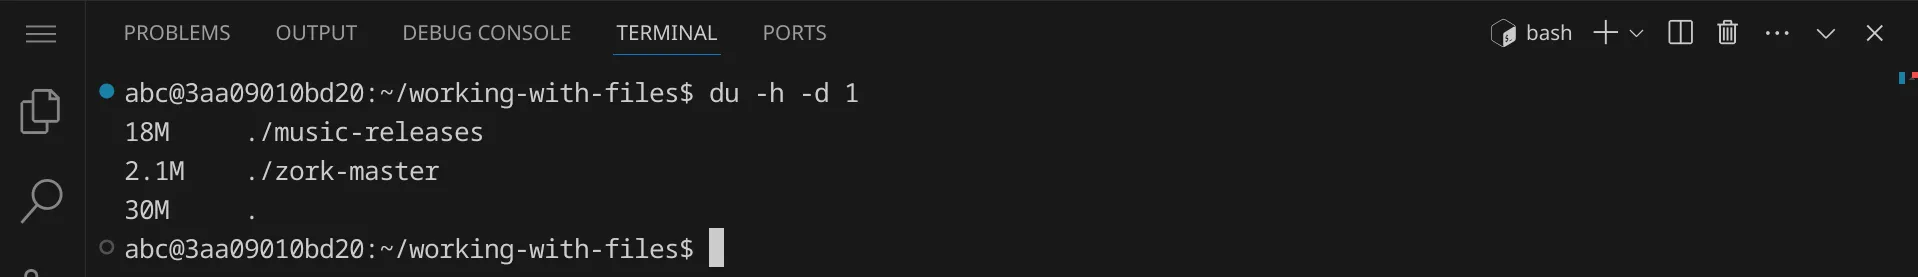 PROBLEMS OUTPUT DEBUG CONSOLE TERMINAL PORTS bash
abc@3aa09010bd20:~/working-with-files$ du -h -d 1
18M ./music-releases
2.1M ./zork-master
30M .
abc@3aa09010bd20:~/working-with-files$